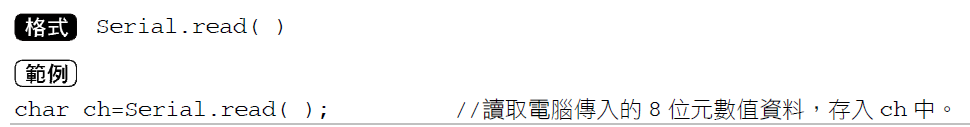 格式 Serial.read( )
範例
char ch=Serial.read( ); //讀取電腦傳入的 8 位元數值資料，存入 ch 中。